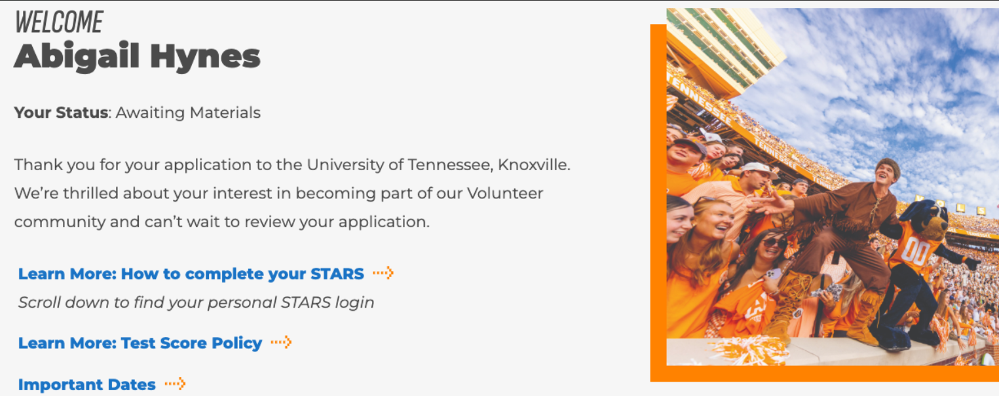 WELCOME
Abigail Hynes
Your Status: Awaiting Materials
Thank you for your application to the University of Tennessee, Knoxville.
We’re thrilled about your interest in becoming part of our Volunteer
community and can’t wait to review your application.
Learn More: How to complete your STARS
Scroll down to find your personal STARS login
Learn More: Test Score Policy
Important Dates
TENNESSEE
TENNESSEE
00